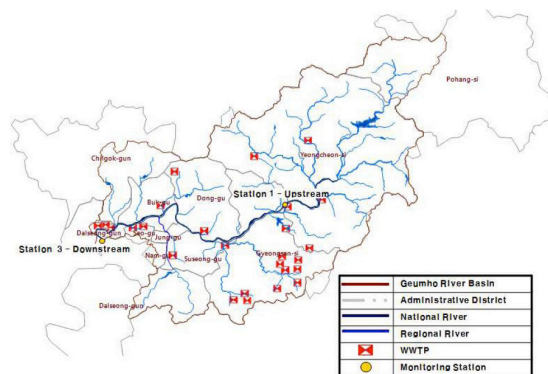 Pohang-si
Yeongcheon-si
Chilgok-gun
Station 1 - Upstream
Dong-gu
Buk-gu
Dalseong-gun
Seo-gu
Jung-gu
Station 3 - Downstream
Nam-gu
Suseong-gu
Gyeongsan-si
Dalseong-gun
Geumho River Basin
Administrative District
National River
Regional River
WWTP
Monitoring Station